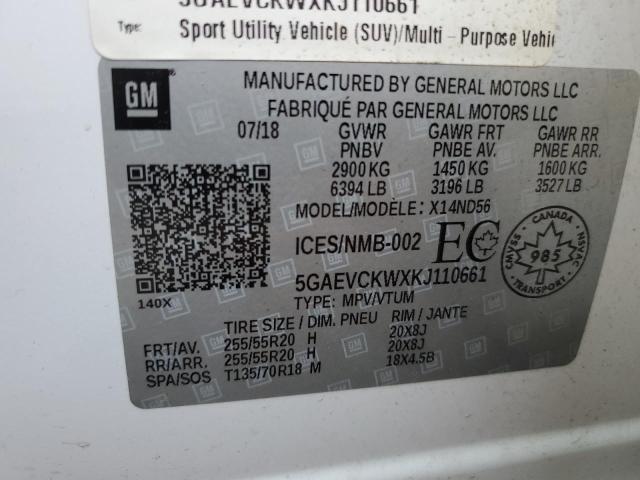 5GAEVCKWXKJ110661
Type: Sport Utility Vehicle (SUV)/Multi - Purpose Vehi
GM
MANUFACTURED BY GENERAL MOTORS LLC
FABRIQUÉ PAR GENERAL MOTORS LLC
07/18 GVWR GAWR FRT GAWR RR
PNBV PNBE AV. PNBE ARR.
2900 KG 1450 KG 1600 KG
6394 LB 3196 LB 3527 LB
MODEL/MODÈLE: X14ND56
ICES/NMB-002 EC
CANADA
CMVSS 985 NSVAC
TRANSPORT
5GAEVCKWXKJ110661
140X
TYPE: MPV/VTUM
TIRE SIZE / DIM. PNEU RIM / JANTE
FRT/AV. 255/55R20 H 20X8J
RR/ARR. 255/55R20 H 20X8J
SPA/SOS T135/70R18 M 18X4.5B